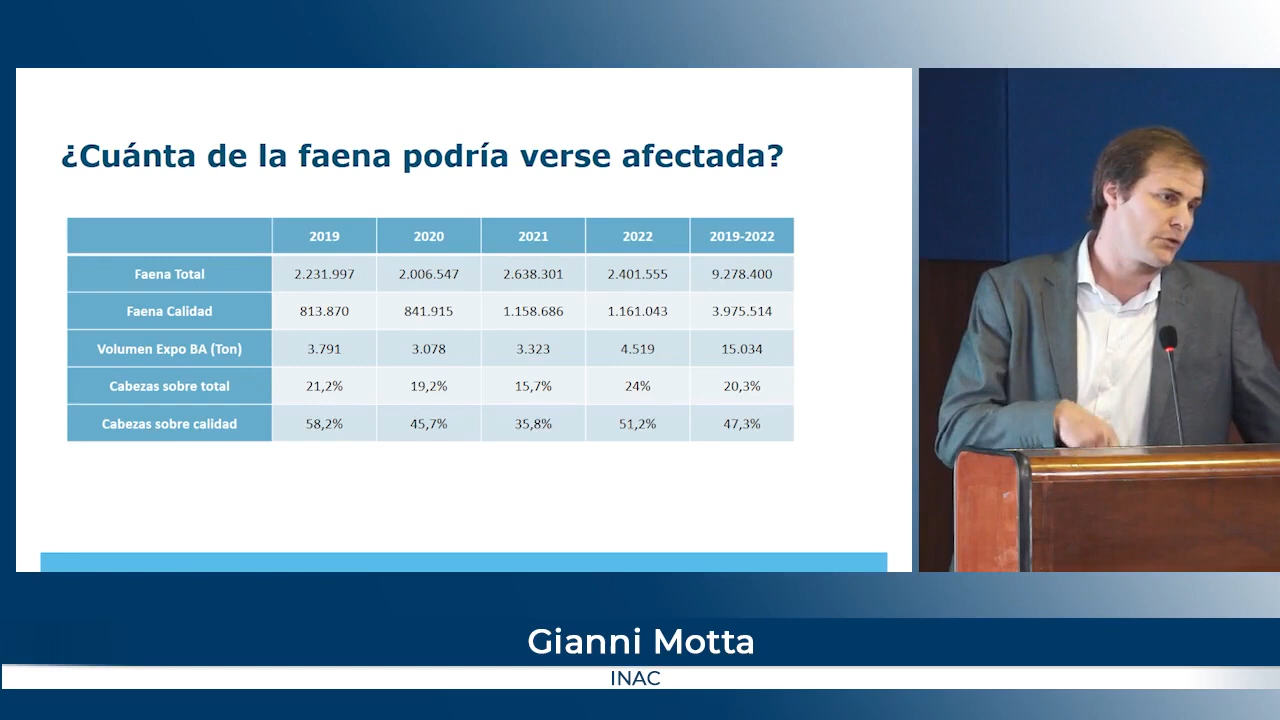 ¿Cuánta de la faena podría verse afectada?
2019 2020 2021 2022 2019-2022
Faena Total 2.231.997 2.006.547 2.638.301 2.401.555 9.278.400
Faena Calidad 813.870 841.915 1.158.686 1.161.043 3.975.514
Volumen Expo BA (Ton) 3.791 3.078 3.323 4.519 15.034
Cabezas sobre total 21,2% 19,2% 15,7% 24% 20,3%
Cabezas sobre calidad 58,2% 45,7% 35,8% 51,2% 47,3%
Gianni Motta
INAC